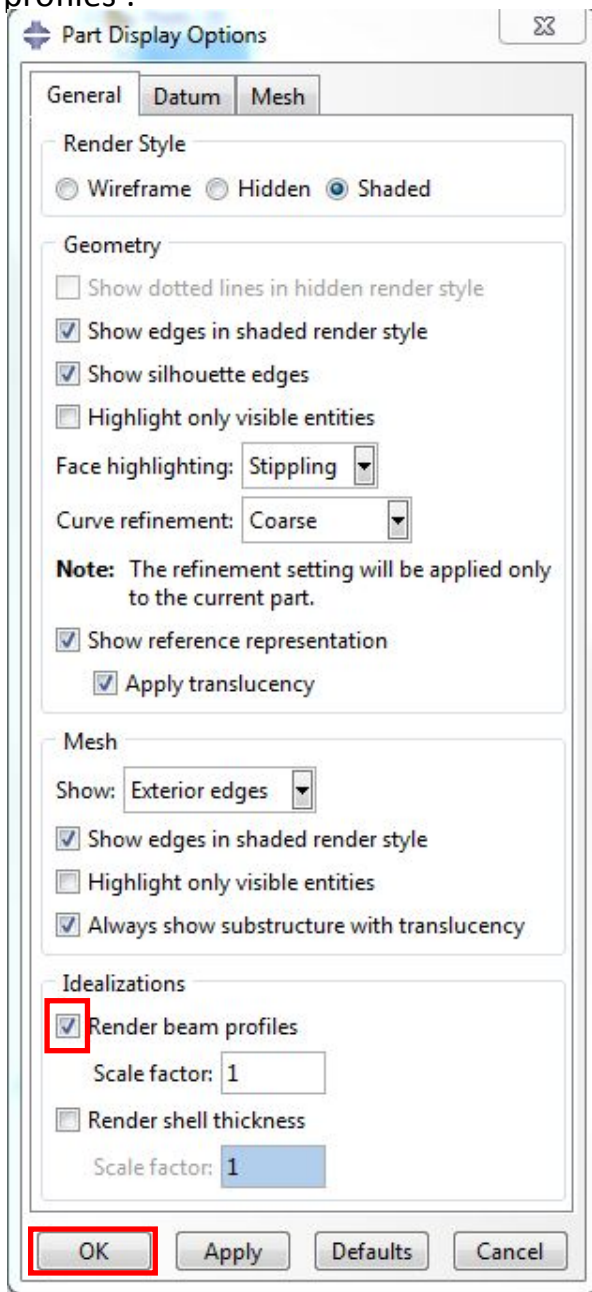 profiles".
Part Display Options
General Datum Mesh
Render Style
Wireframe Hidden Shaded
Geometry
Show dotted lines in hidden render style
Show edges in shaded render style
Show silhouette edges
Highlight only visible entities
Face highlighting: Stippling
Curve refinement: Coarse
Note: The refinement setting will be applied only
to the current part.
Show reference representation
Apply translucency
Mesh
Show: Exterior edges
Show edges in shaded render style
Highlight only visible entities
Always show substructure with translucency
Idealizations
Render beam profiles
Scale factor: 1
Render shell thickness
Scale factor: 1
OK Apply Defaults Cancel